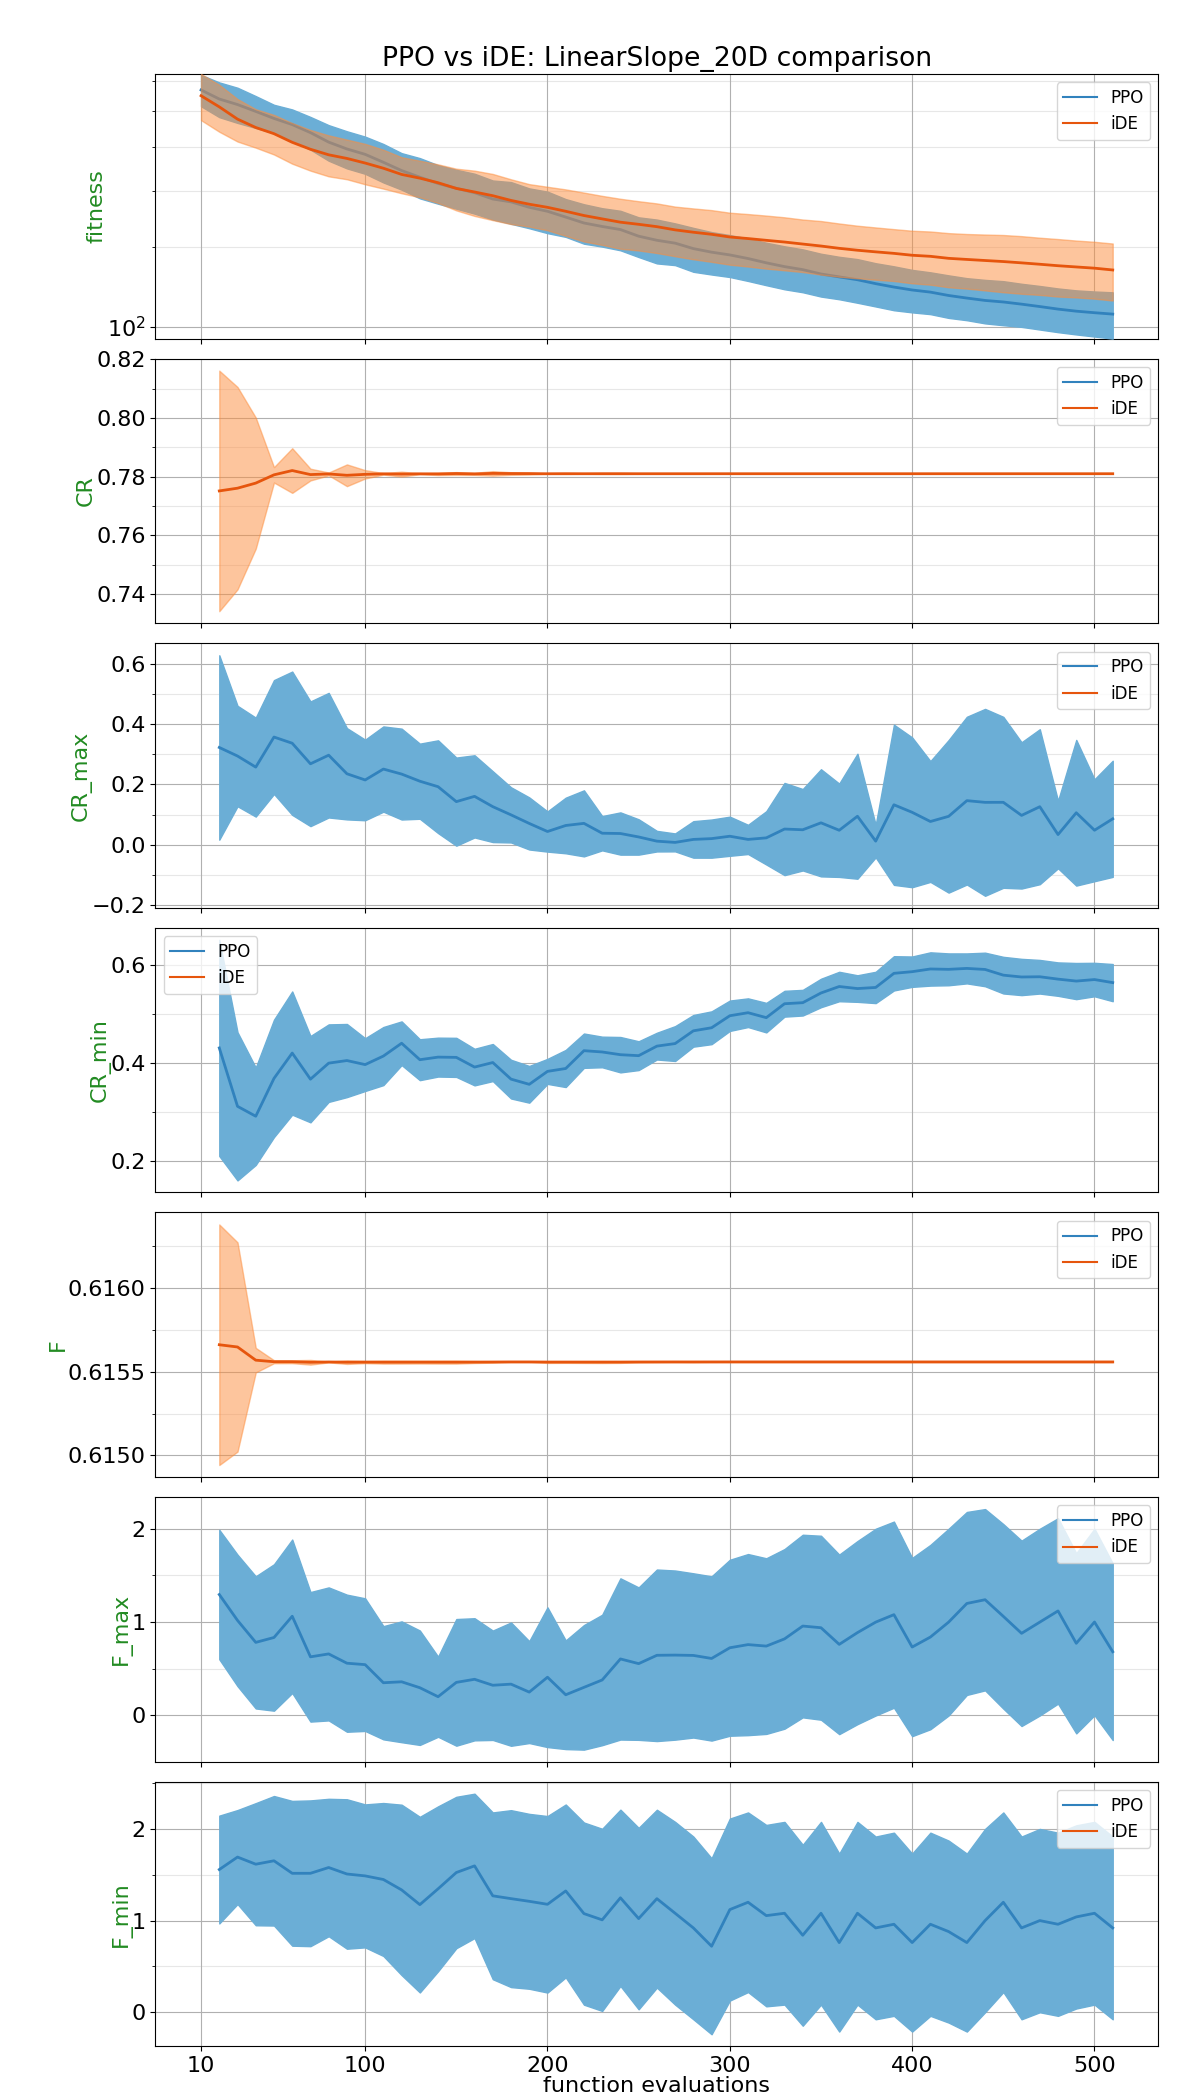 PPO vs iDE: LinearSlope_20D comparison
fitness
10²
PPO
iDE
CR
0.82
0.80
0.78
0.76
0.74
PPO
iDE
CR_max
0.6
0.4
0.2
0.0
−0.2
PPO
iDE
CR_min
0.6
0.4
0.2
PPO
iDE
F
0.6160
0.6155
0.6150
PPO
iDE
F_max
2
1
0
PPO
iDE
F_min
2
1
0
PPO
iDE
10 100 200 300 400 500
function evaluations